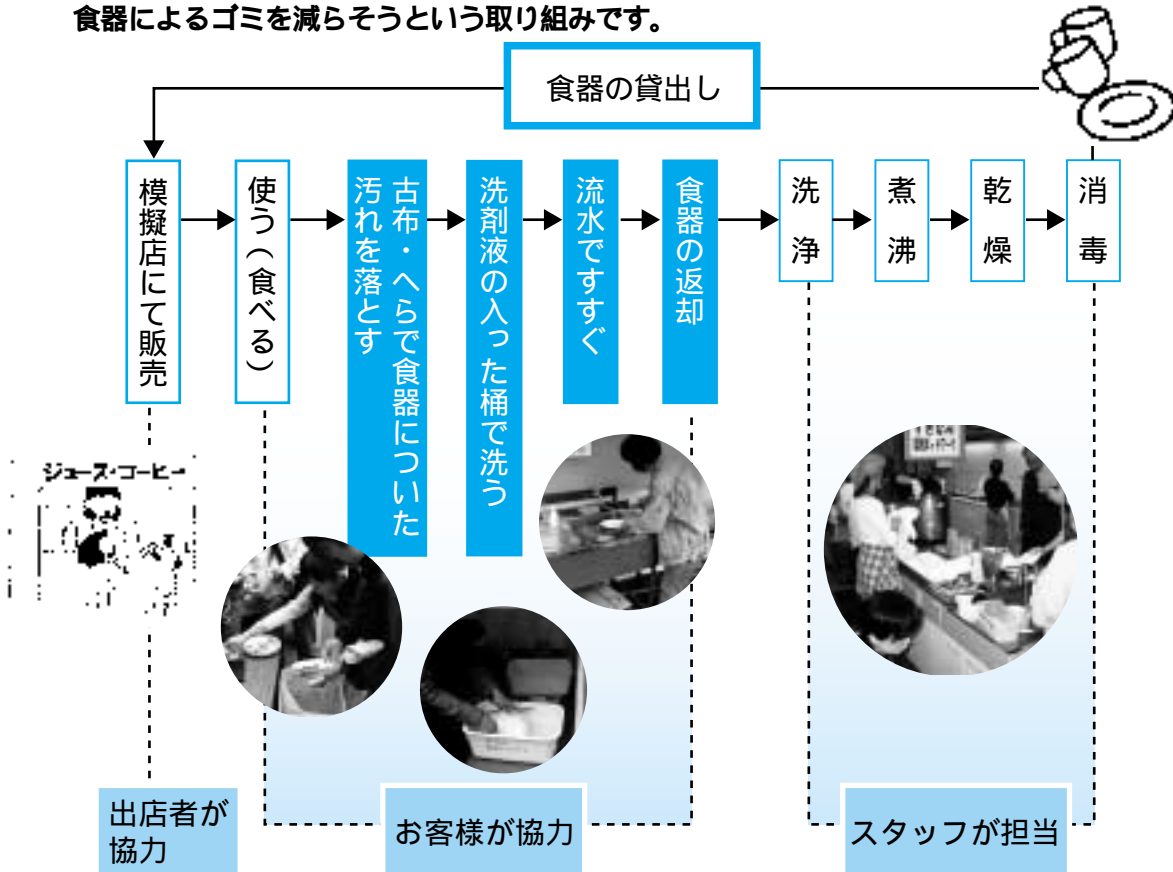 食器によるゴミを減らそうという取り組みです。
食器の貸出し
模擬店にて販売
使う（食べる）
古布・へらで食器についた
汚れを落とす
洗剤液の入った桶で洗う
流水ですすぐ
食器の返却
洗浄
煮沸
乾燥
消毒
ジュース・コーヒー
出店者が
協力
お客様が協力
スタッフが担当